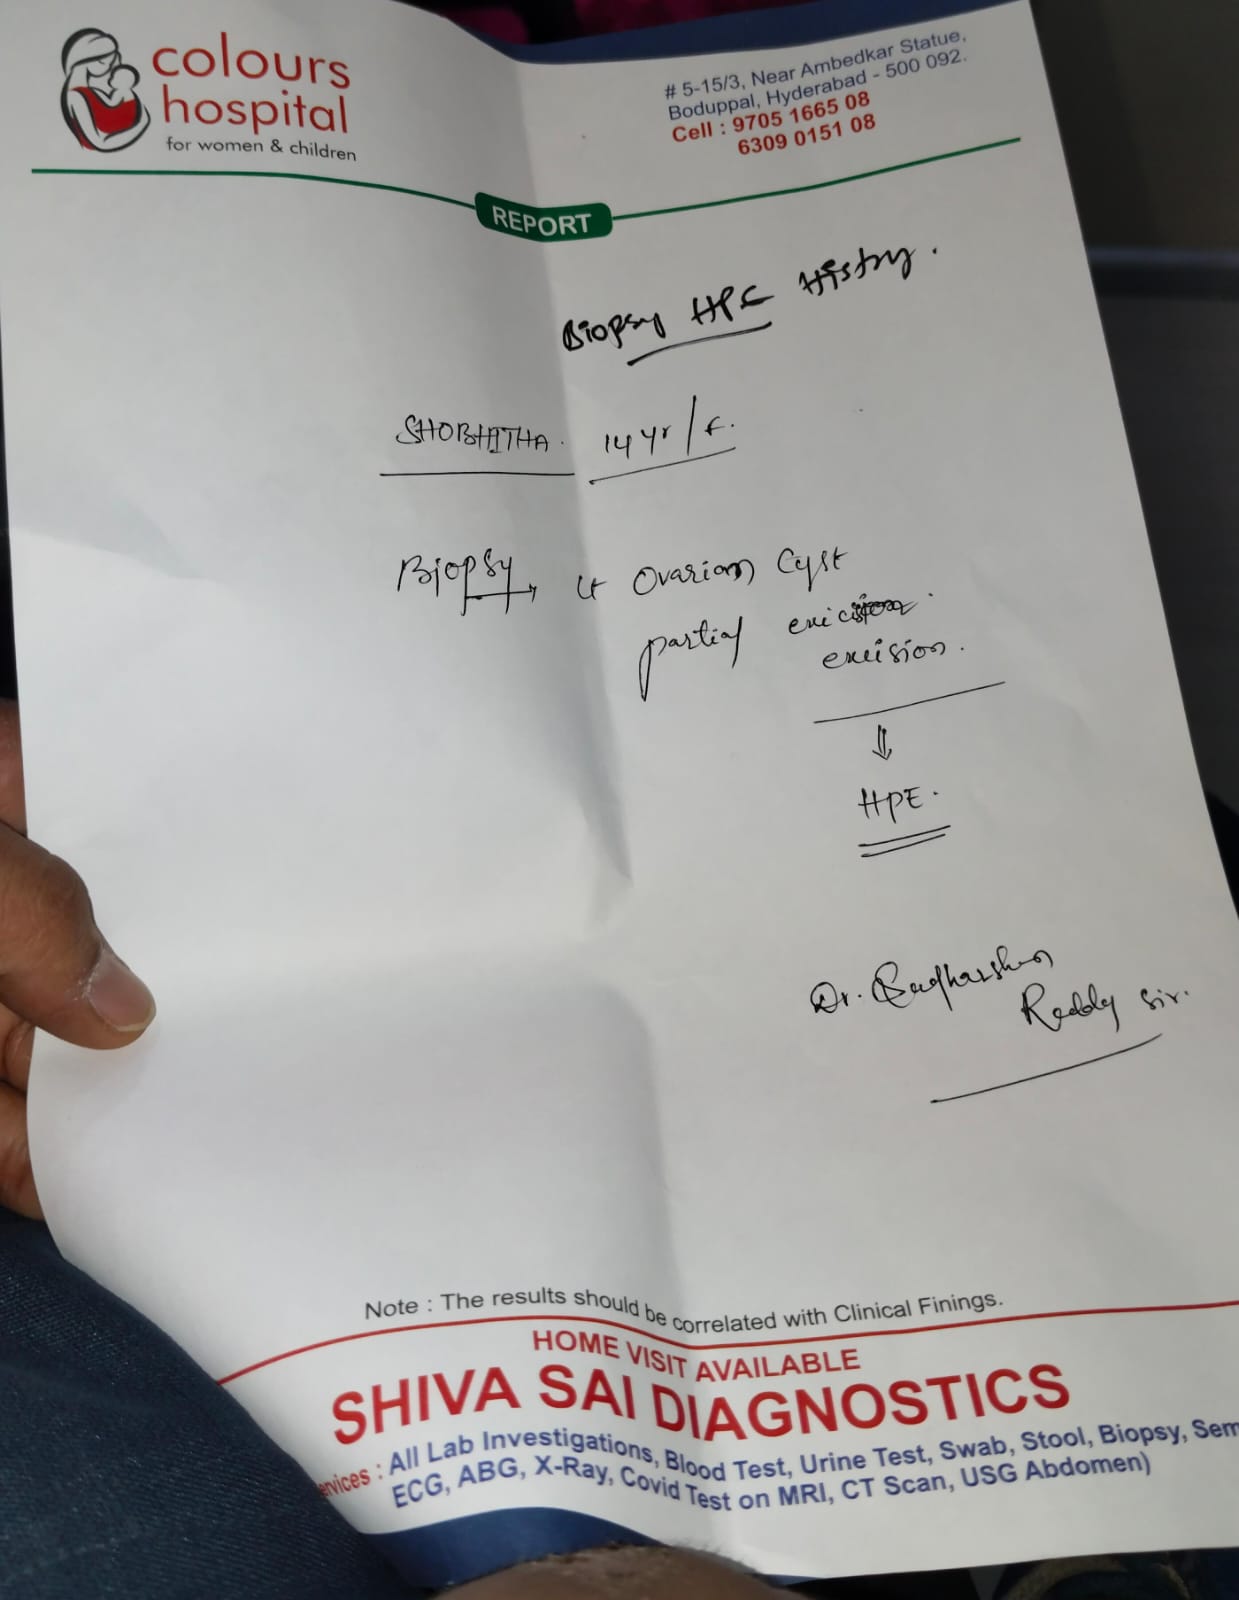 colours
hospital
for women & children
# 5-15/3, Near Ambedkar Statue,
Boduppal, Hyderabad - 500 092.
Cell : 9705 1665 08
6309 0151 08
REPORT
Biopsy HPE Histry.
SHOBHITHA. 14 yr/F.
Biopsy Lt Ovarian Cyst
partial
excision.
⇓
HPE.
Dr.
Reddy Sir.
Note : The results should be correlated with Clinical Finings.
HOME VISIT AVAILABLE
SHIVA SAI DIAGNOSTICS
ervices : All Lab Investigations, Blood Test, Urine Test, Swab, Stool, Biopsy, Sem
ECG, ABG, X-Ray, Covid Test on MRI, CT Scan, USG Abdomen)